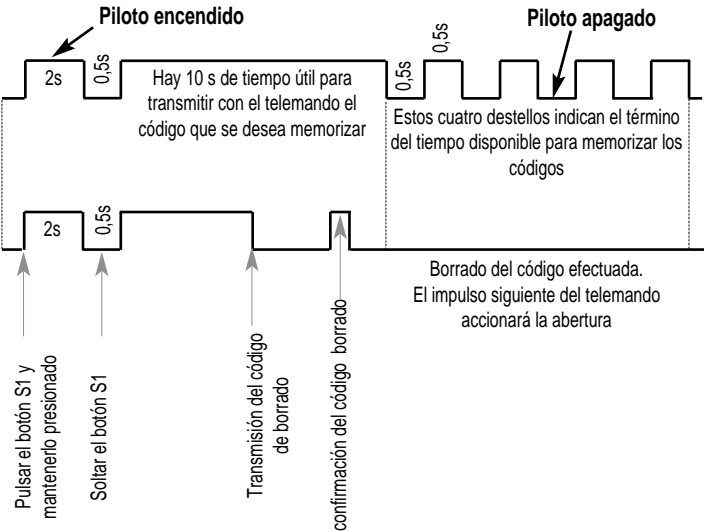 Piloto encendido
Piloto apagado
2s
0,5s
Hay 10 s de tiempo útil para
transmitir con el telemando el
código que se desea memorizar
0,5s
0,5s
Estos cuatro destellos indican el término
del tiempo disponible para memorizar los
códigos
2s
0,5s
Borrado del código efectuada.
El impulso siguiente del telemando
accionará la abertura
Pulsar el botón S1 y
mantenerlo presionado
Soltar el botón S1
Transmisión del código
de borrado
confirmación del código borrado